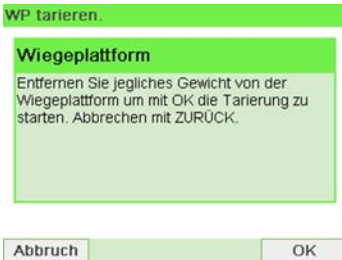 WP tarieren.
Wiegeplattform
Entfernen Sie jegliches Gewicht von der
Wiegeplattform um mit OK die Tarierung zu
starten. Abbrechen mit ZURÜCK.
Abbruch OK